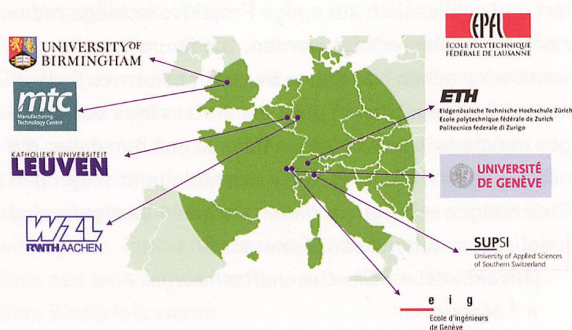 UNIVERSITY OF
BIRMINGHAM
mtc
Manufacturing
Technology Centre
KATHOLIEKE UNIVERSITEIT
LEUVEN
WZL
RWTH AACHEN
EPFL
ÉCOLE POLYTECHNIQUE
FÉDÉRALE DE LAUSANNE
ETH
Eidgenössische Technische Hochschule Zürich
Ecole polytechnique fédérale de Zurich
Politecnico federale di Zurigo
UNIVERSITÉ
DE GENÈVE
SUPSI
University of Applied Sciences
of Southern Switzerland
e i g
Ecole d'ingénieurs
de Genève